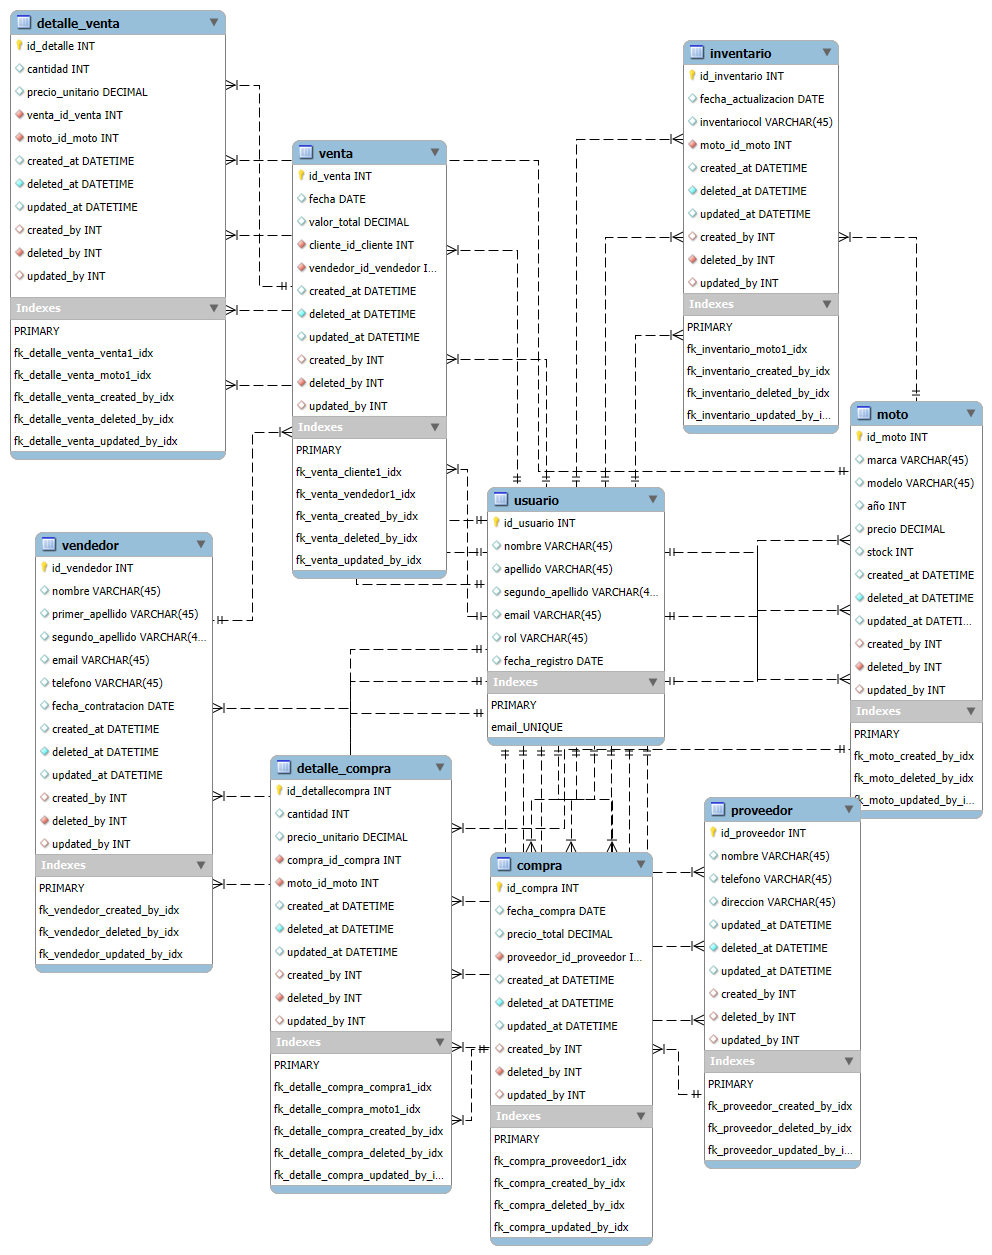 detalle_venta
id_detalle INT
cantidad INT
precio_unitario DECIMAL
venta_id_venta INT
moto_id_moto INT
created_at DATETIME
deleted_at DATETIME
updated_at DATETIME
created_by INT
deleted_by INT
updated_by INT
Indexes
PRIMARY
fk_detalle_venta_venta1_idx
fk_detalle_venta_moto1_idx
fk_detalle_venta_created_by_idx
fk_detalle_venta_deleted_by_idx
fk_detalle_venta_updated_by_idx
venta
id_venta INT
fecha DATE
valor_total DECIMAL
cliente_id_cliente INT
vendedor_id_vendedor I...
created_at DATETIME
deleted_at DATETIME
updated_at DATETIME
created_by INT
deleted_by INT
updated_by INT
Indexes
PRIMARY
fk_venta_cliente1_idx
fk_venta_vendedor1_idx
fk_venta_created_by_idx
fk_venta_deleted_by_idx
fk_venta_updated_by_idx
inventario
id_inventario INT
fecha_actualizacion DATE
inventariocol VARCHAR(45)
moto_id_moto INT
created_at DATETIME
deleted_at DATETIME
updated_at DATETIME
created_by INT
deleted_by INT
updated_by INT
Indexes
PRIMARY
fk_inventario_moto1_idx
fk_inventario_created_by_idx
fk_inventario_deleted_by_idx
fk_inventario_updated_by_i...
moto
id_moto INT
marca VARCHAR(45)
modelo VARCHAR(45)
año INT
precio DECIMAL
stock INT
created_at DATETIME
deleted_at DATETIME
updated_at DATETI...
created_by INT
deleted_by INT
updated_by INT
Indexes
PRIMARY
fk_moto_created_by_idx
fk_moto_deleted_by_idx
fk_moto_updated_by_i...
usuario
id_usuario INT
nombre VARCHAR(45)
apellido VARCHAR(45)
segundo_apellido VARCHAR(4...
email VARCHAR(45)
rol VARCHAR(45)
fecha_registro DATE
Indexes
PRIMARY
email_UNIQUE
vendedor
id_vendedor INT
nombre VARCHAR(45)
primer_apellido VARCHAR(45)
segundo_apellido VARCHAR(4...
email VARCHAR(45)
telefono VARCHAR(45)
fecha_contratacion DATE
created_at DATETIME
deleted_at DATETIME
updated_at DATETIME
created_by INT
deleted_by INT
updated_by INT
Indexes
PRIMARY
fk_vendedor_created_by_idx
fk_vendedor_deleted_by_idx
fk_vendedor_updated_by_idx
detalle_compra
id_detallecompra INT
cantidad INT
precio_unitario DECIMAL
compra_id_compra INT
moto_id_moto INT
created_at DATETIME
deleted_at DATETIME
updated_at DATETIME
created_by INT
deleted_by INT
updated_by INT
Indexes
PRIMARY
fk_detalle_compra_compra1_idx
fk_detalle_compra_moto1_idx
fk_detalle_compra_created_by_idx
fk_detalle_compra_deleted_by_idx
fk_detalle_compra_updated_by_i...
compra
id_compra INT
fecha_compra DATE
precio_total DECIMAL
proveedor_id_proveedor I...
created_at DATETIME
deleted_at DATETIME
updated_at DATETIME
created_by INT
deleted_by INT
updated_by INT
Indexes
PRIMARY
fk_compra_proveedor1_idx
fk_compra_created_by_idx
fk_compra_deleted_by_idx
fk_compra_updated_by_idx
proveedor
id_proveedor INT
nombre VARCHAR(45)
telefono VARCHAR(45)
direccion VARCHAR(45)
updated_at DATETIME
deleted_at DATETIME
updated_at DATETIME
created_by INT
deleted_by INT
updated_by INT
Indexes
PRIMARY
fk_proveedor_created_by_idx
fk_proveedor_deleted_by_idx
fk_proveedor_updated_by_i...